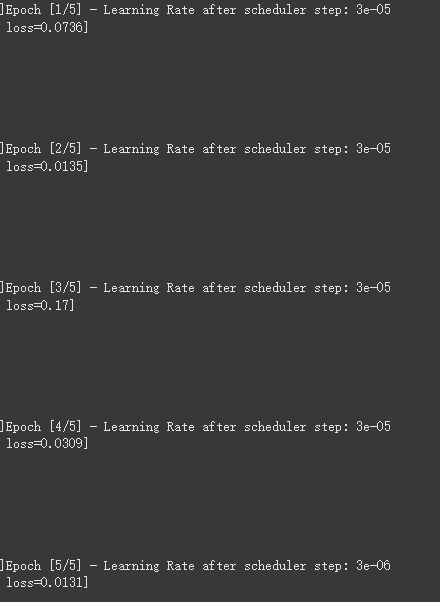 ]Epoch [1/5] - Learning Rate after scheduler step: 3e-05
loss=0.0736]
]Epoch [2/5] - Learning Rate after scheduler step: 3e-05
loss=0.0135]
]Epoch [3/5] - Learning Rate after scheduler step: 3e-05
loss=0.17]
]Epoch [4/5] - Learning Rate after scheduler step: 3e-05
loss=0.0309]
]Epoch [5/5] - Learning Rate after scheduler step: 3e-06
loss=0.0131]